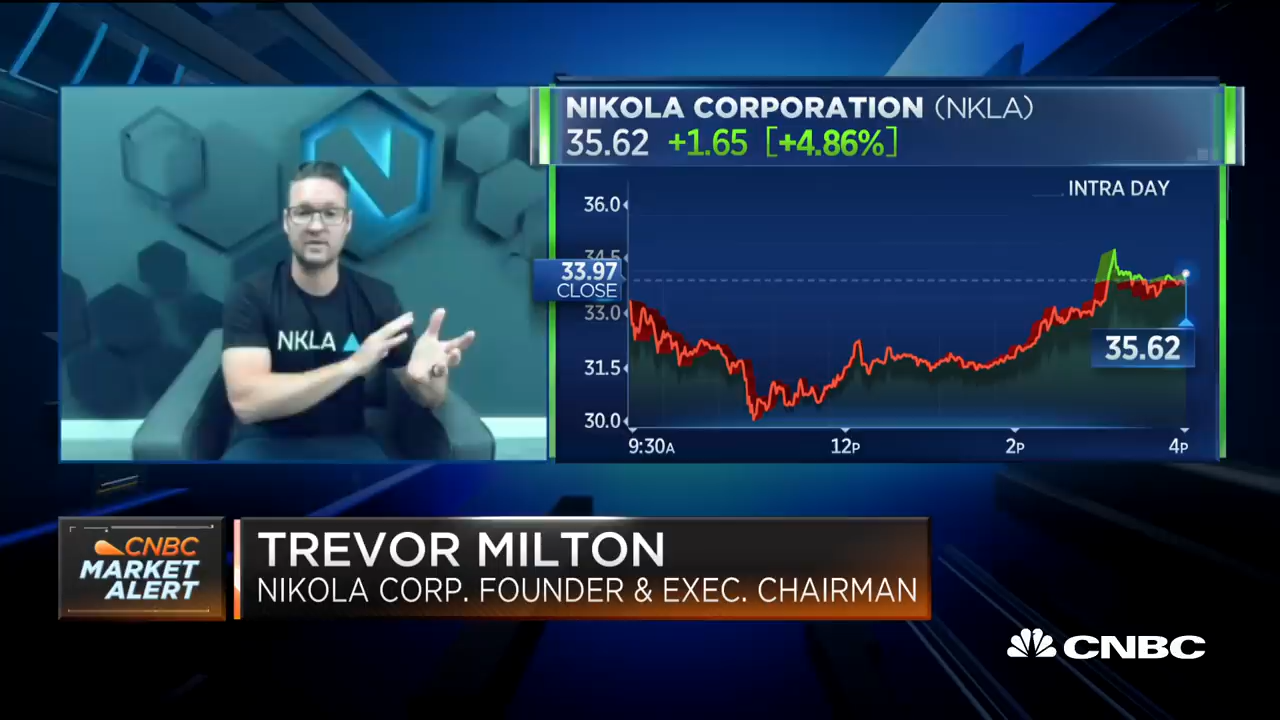 N
NKLA
NIKOLA CORPORATION (NKLA)
35.62 +1.65 [+4.86%]
INTRA DAY
36.0
34.5
33.97
CLOSE
33.0
31.5
30.0
35.62
9:30A
12P
2P
4P
CNBC
MARKET
ALERT
TREVOR MILTON
NIKOLA CORP. FOUNDER & EXEC. CHAIRMAN
CNBC